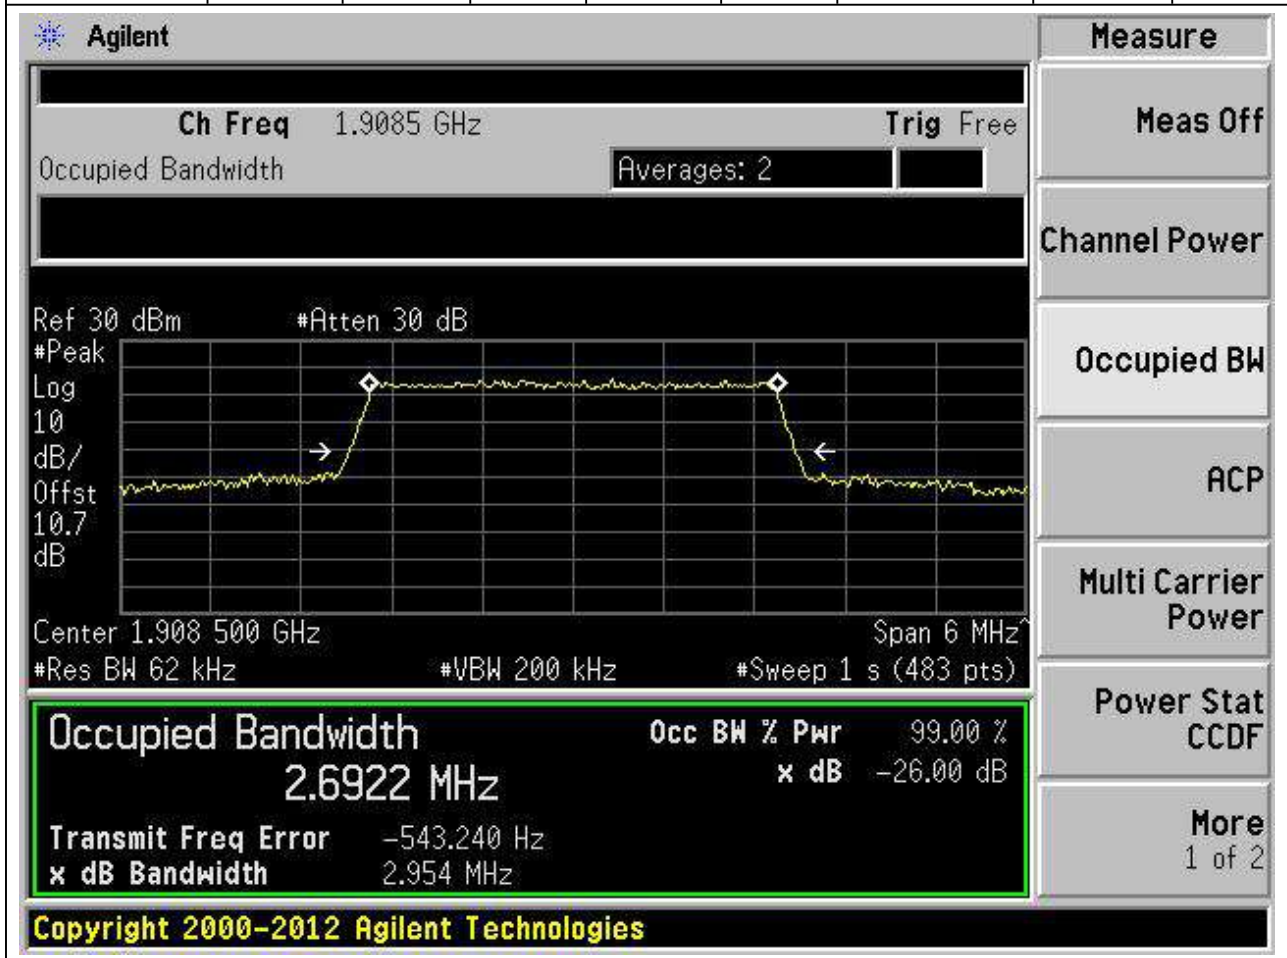 Agilent
Measure
Ch Freq 1.9085 GHz Trig Free
Meas Off
Occupied Bandwidth Averages: 2
Channel Power
Ref 30 dBm #Atten 30 dB
#Peak
Log
10
dB/
Offst
10.7
dB
Occupied BW
ACP
Multi Carrier
Power
Center 1.908 500 GHz Span 6 MHz^
#Res BW 62 kHz #VBW 200 kHz #Sweep 1 s (483 pts)
Power Stat
CCDF
Occupied Bandwidth Occ BW % Pwr 99.00 %
2.6922 MHz x dB -26.00 dB
Transmit Freq Error -543.240 Hz
x dB Bandwidth 2.954 MHz
More
1 of 2
Copyright 2000-2012 Agilent Technologies